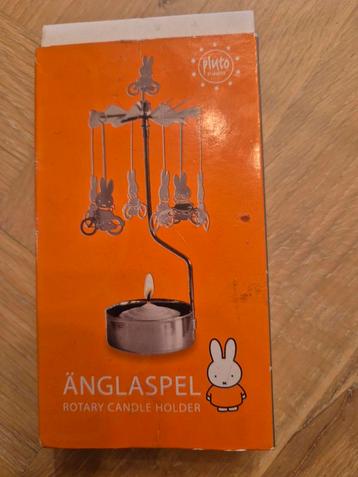 pluto
ÄNGLASPEL
ROTARY CANDLE HOLDER